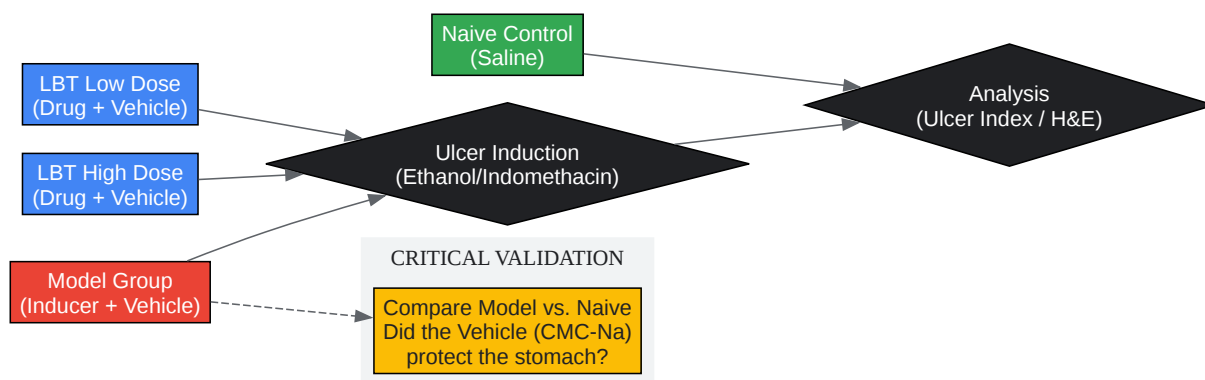 Naive Control
(Saline)
LBT Low Dose
(Drug + Vehicle)
Analysis
(Ulcer Index / H&E)
LBT High Dose
(Drug + Vehicle)
Ulcer Induction
(Ethanol/Indomethacin)
Model Group
(Inducer + Vehicle)
CRITICAL VALIDATION
Compare Model vs. Naive
Did the Vehicle (CMC-Na)
protect the stomach?